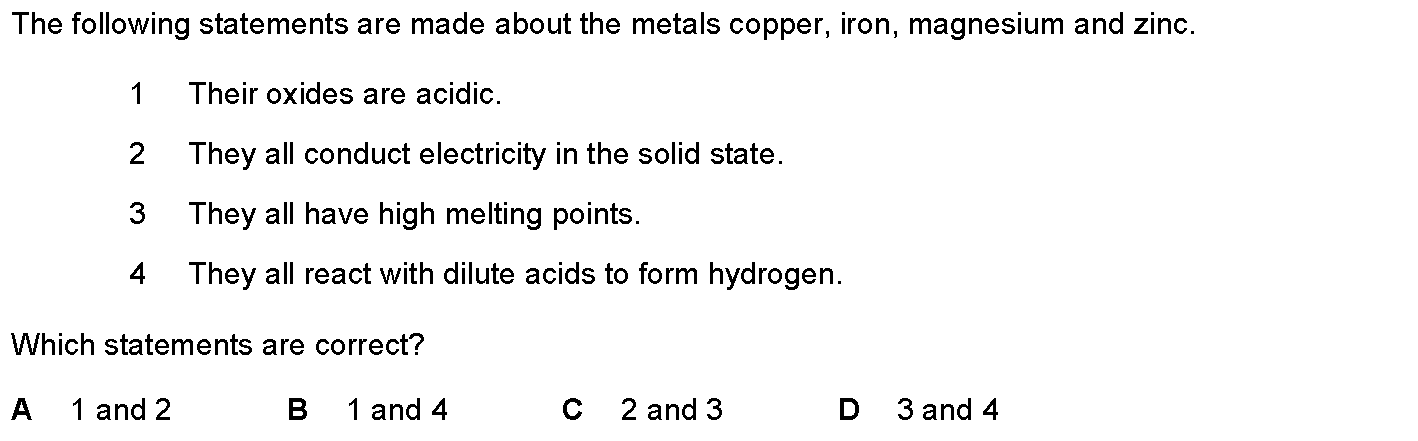 The following statements are made about the metals copper, iron, magnesium and zinc.
1 Their oxides are acidic.
2 They all conduct electricity in the solid state.
3 They all have high melting points.
4 They all react with dilute acids to form hydrogen.
Which statements are correct?
A 1 and 2 B 1 and 4 C 2 and 3 D 3 and 4